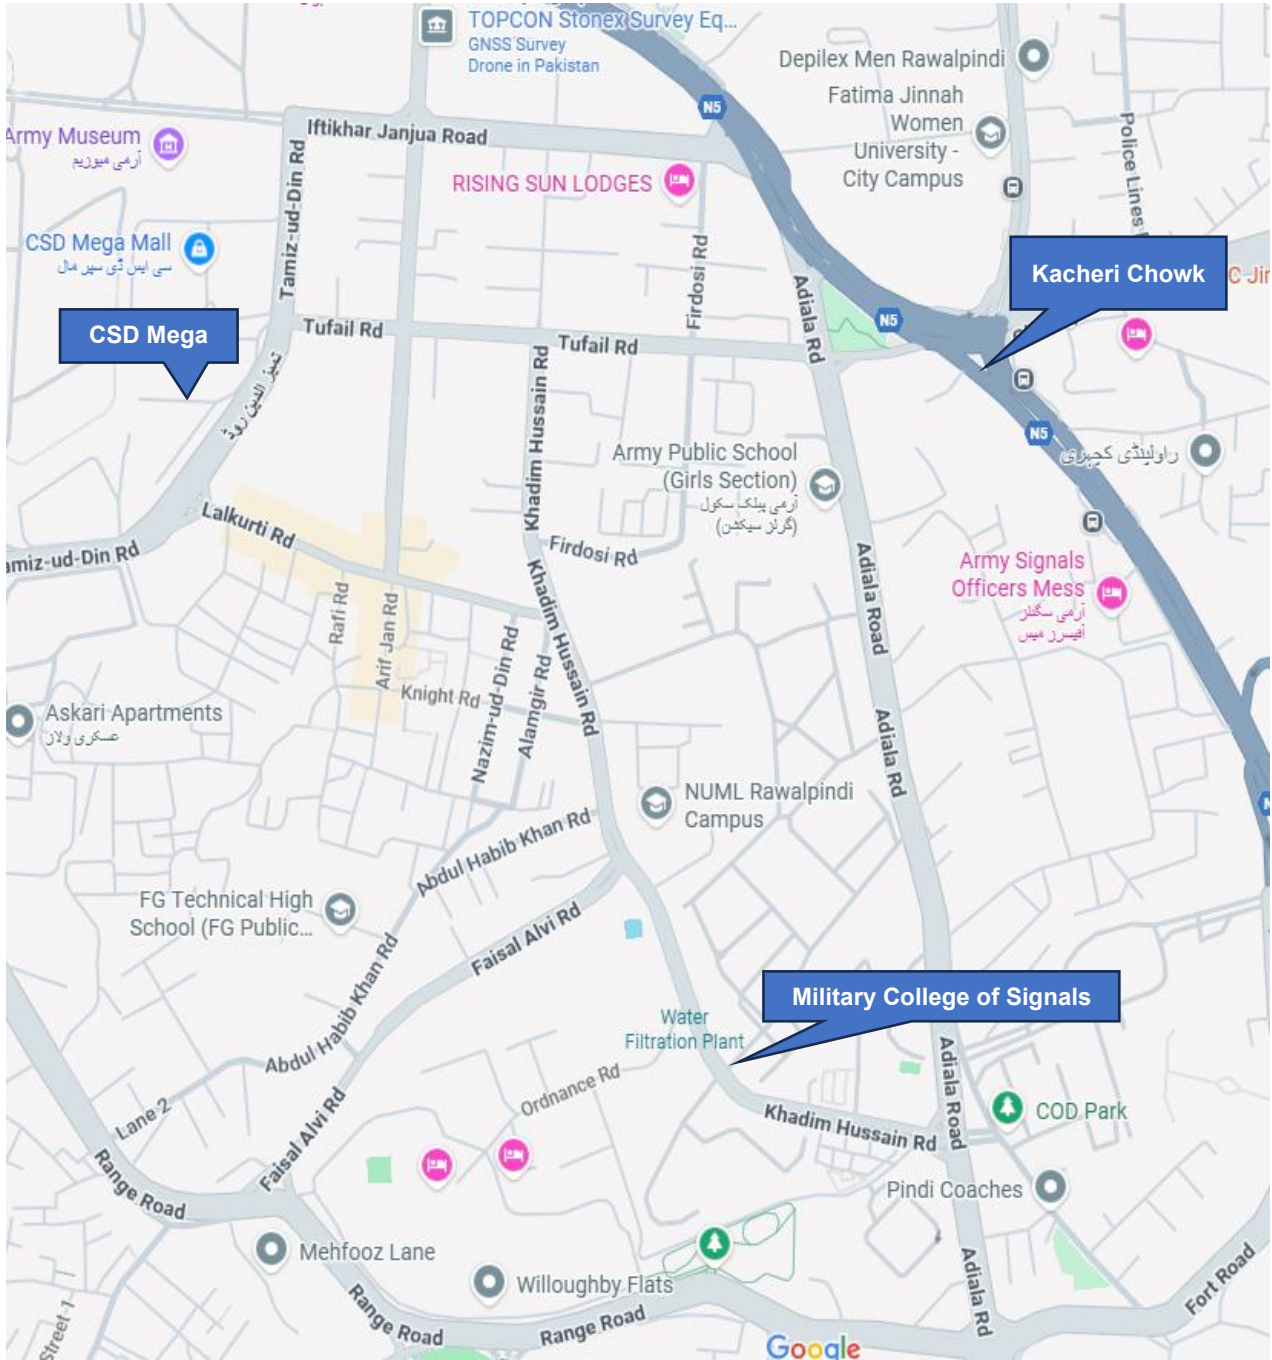 TOPCON Stonex Survey Eq...
GNSS Survey
Drone in Pakistan
Depilex Men Rawalpindi
N5
Fatima Jinnah
Women
University -
City Campus
Police Lines
Army Museum
آرمی میوزیم
Iftikhar Janjua Road
RISING SUN LODGES
Tamiz-ud-Din Rd
CSD Mega Mall
سی ایس ڈی سپر مال
Firdosi Rd
Adiala Rd
Kacheri Chowk
CSD Mega
Tufail Rd
Tufail Rd
N5
تمیز الدین روڈ
Khadim Hussain Rd
Army Public School
(Girls Section)
آرمی پبلک سکول
(گرلز سیکشن)
N5
راولپنڈی کچہری
Lalkurti Rd
amiz-ud-Din Rd
Firdosi Rd
Khadim Hussain Rd
Adiala Road
Army Signals
Officers Mess
آرمی سگنلز
آفیسرز میس
Rafi Rd
Arif Jan Rd
Nazim-ud-Din Rd
Alamgir Rd
Knight Rd
Askari Apartments
عسکری ولاز
Adiala Rd
NUML Rawalpindi
Campus
Abdul Habib Khan Rd
FG Technical High
School (FG Public...
Faisal Alvi Rd
Military College of Signals
Water
Filtration Plant
Abdul Habib Khan Rd
Ordnance Rd
Adiala Road
Lane 2
Faisal Alvi Rd
COD Park
Khadim Hussain Rd
Range Road
Pindi Coaches
Mehfooz Lane
Willoughby Flats
Adiala Rd
Fort Road
Street-1
Range Road
Range Road
Google